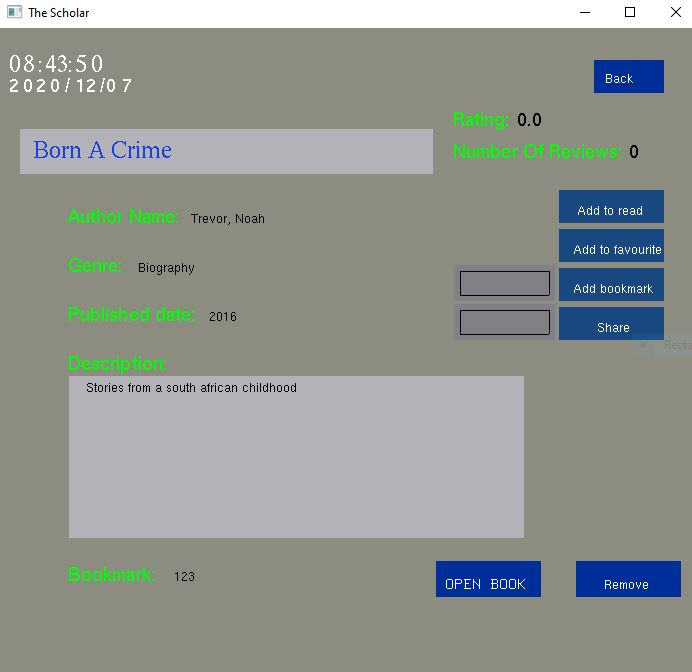 The Scholar
08:43:50
2020/12/07
Back
Rating: 0.0
Number Of Reviews: 0
Born A Crime
Add to read
Author Name: Trevor, Noah
Add to favourite
Genre: Biography
Add bookmark
Published date: 2016
Share
Recta
Description:
Stories from a south african childhood
Bookmark: 123
OPEN BOOK
Remove